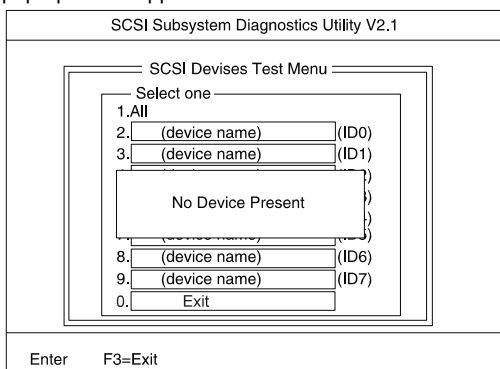 SCSI Subsystem Diagnostics Utility V2.1
SCSI Devises Test Menu
Select one
1.All
2. (device name) (ID0)
3. (device name) (ID1)
No Device Present
8. (device name) (ID6)
9. (device name) (ID7)
0. Exit
Enter F3=Exit